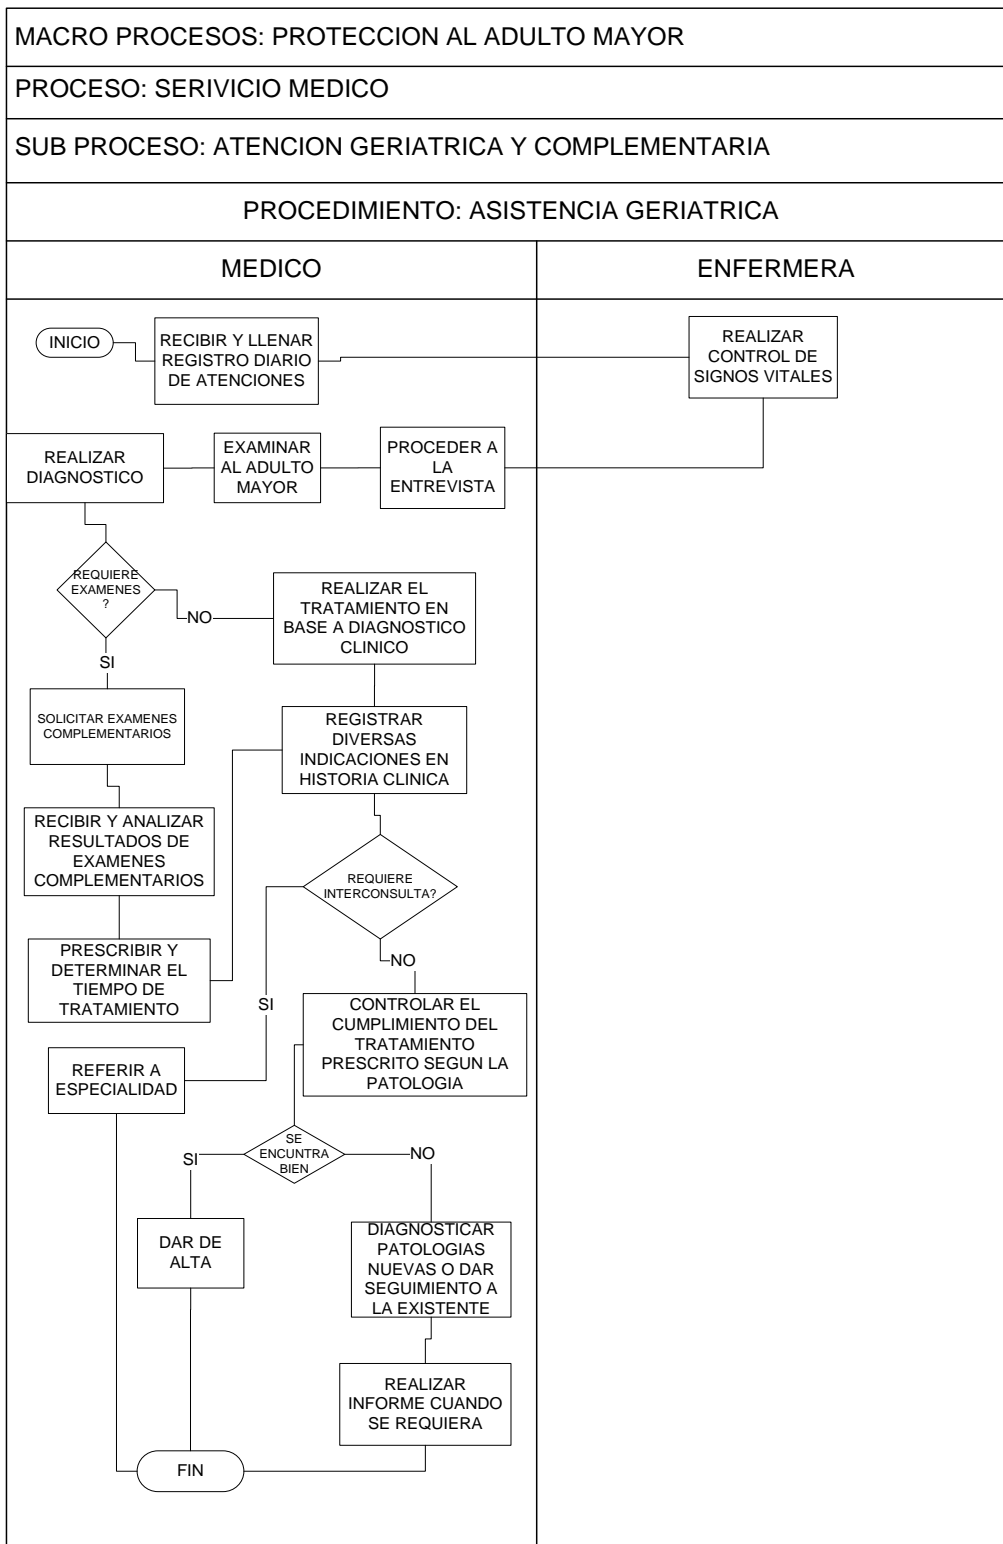 MACRO PROCESOS: PROTECCION AL ADULTO MAYOR
PROCESO: SERIVICIO MEDICO
SUB PROCESO: ATENCION GERIATRICA Y COMPLEMENTARIA
PROCEDIMIENTO: ASISTENCIA GERIATRICA
MEDICO
ENFERMERA
INICIO
RECIBIR Y LLENAR
REGISTRO DIARIO
DE ATENCIONES
REALIZAR
CONTROL DE
SIGNOS VITALES
REALIZAR
DIAGNOSTICO
EXAMINAR
AL ADULTO
MAYOR
PROCEDER A
LA
ENTREVISTA
REQUIERE
EXAMENES
?
NO
REALIZAR EL
TRATAMIENTO EN
BASE A DIAGNOSTICO
CLINICO
SI
SOLICITAR EXAMENES
COMPLEMENTARIOS
REGISTRAR
DIVERSAS
INDICACIONES EN
HISTORIA CLINICA
RECIBIR Y ANALIZAR
RESULTADOS DE
EXAMENES
COMPLEMENTARIOS
REQUIERE
INTERCONSULTA?
PRESCRIBIR Y
DETERMINAR EL
TIEMPO DE
TRATAMIENTO
NO
SI
CONTROLAR EL
CUMPLIMIENTO DEL
TRATAMIENTO
PRESCRITO SEGUN LA
PATOLOGIA
REFERIR A
ESPECIALIDAD
SE
ENCUNTRA
BIEN
SI
NO
DAR DE
ALTA
DIAGNOSTICAR
PATOLOGIAS
NUEVAS O DAR
SEGUIMIENTO A
LA EXISTENTE
REALIZAR
INFORME CUANDO
SE REQUIERA
FIN